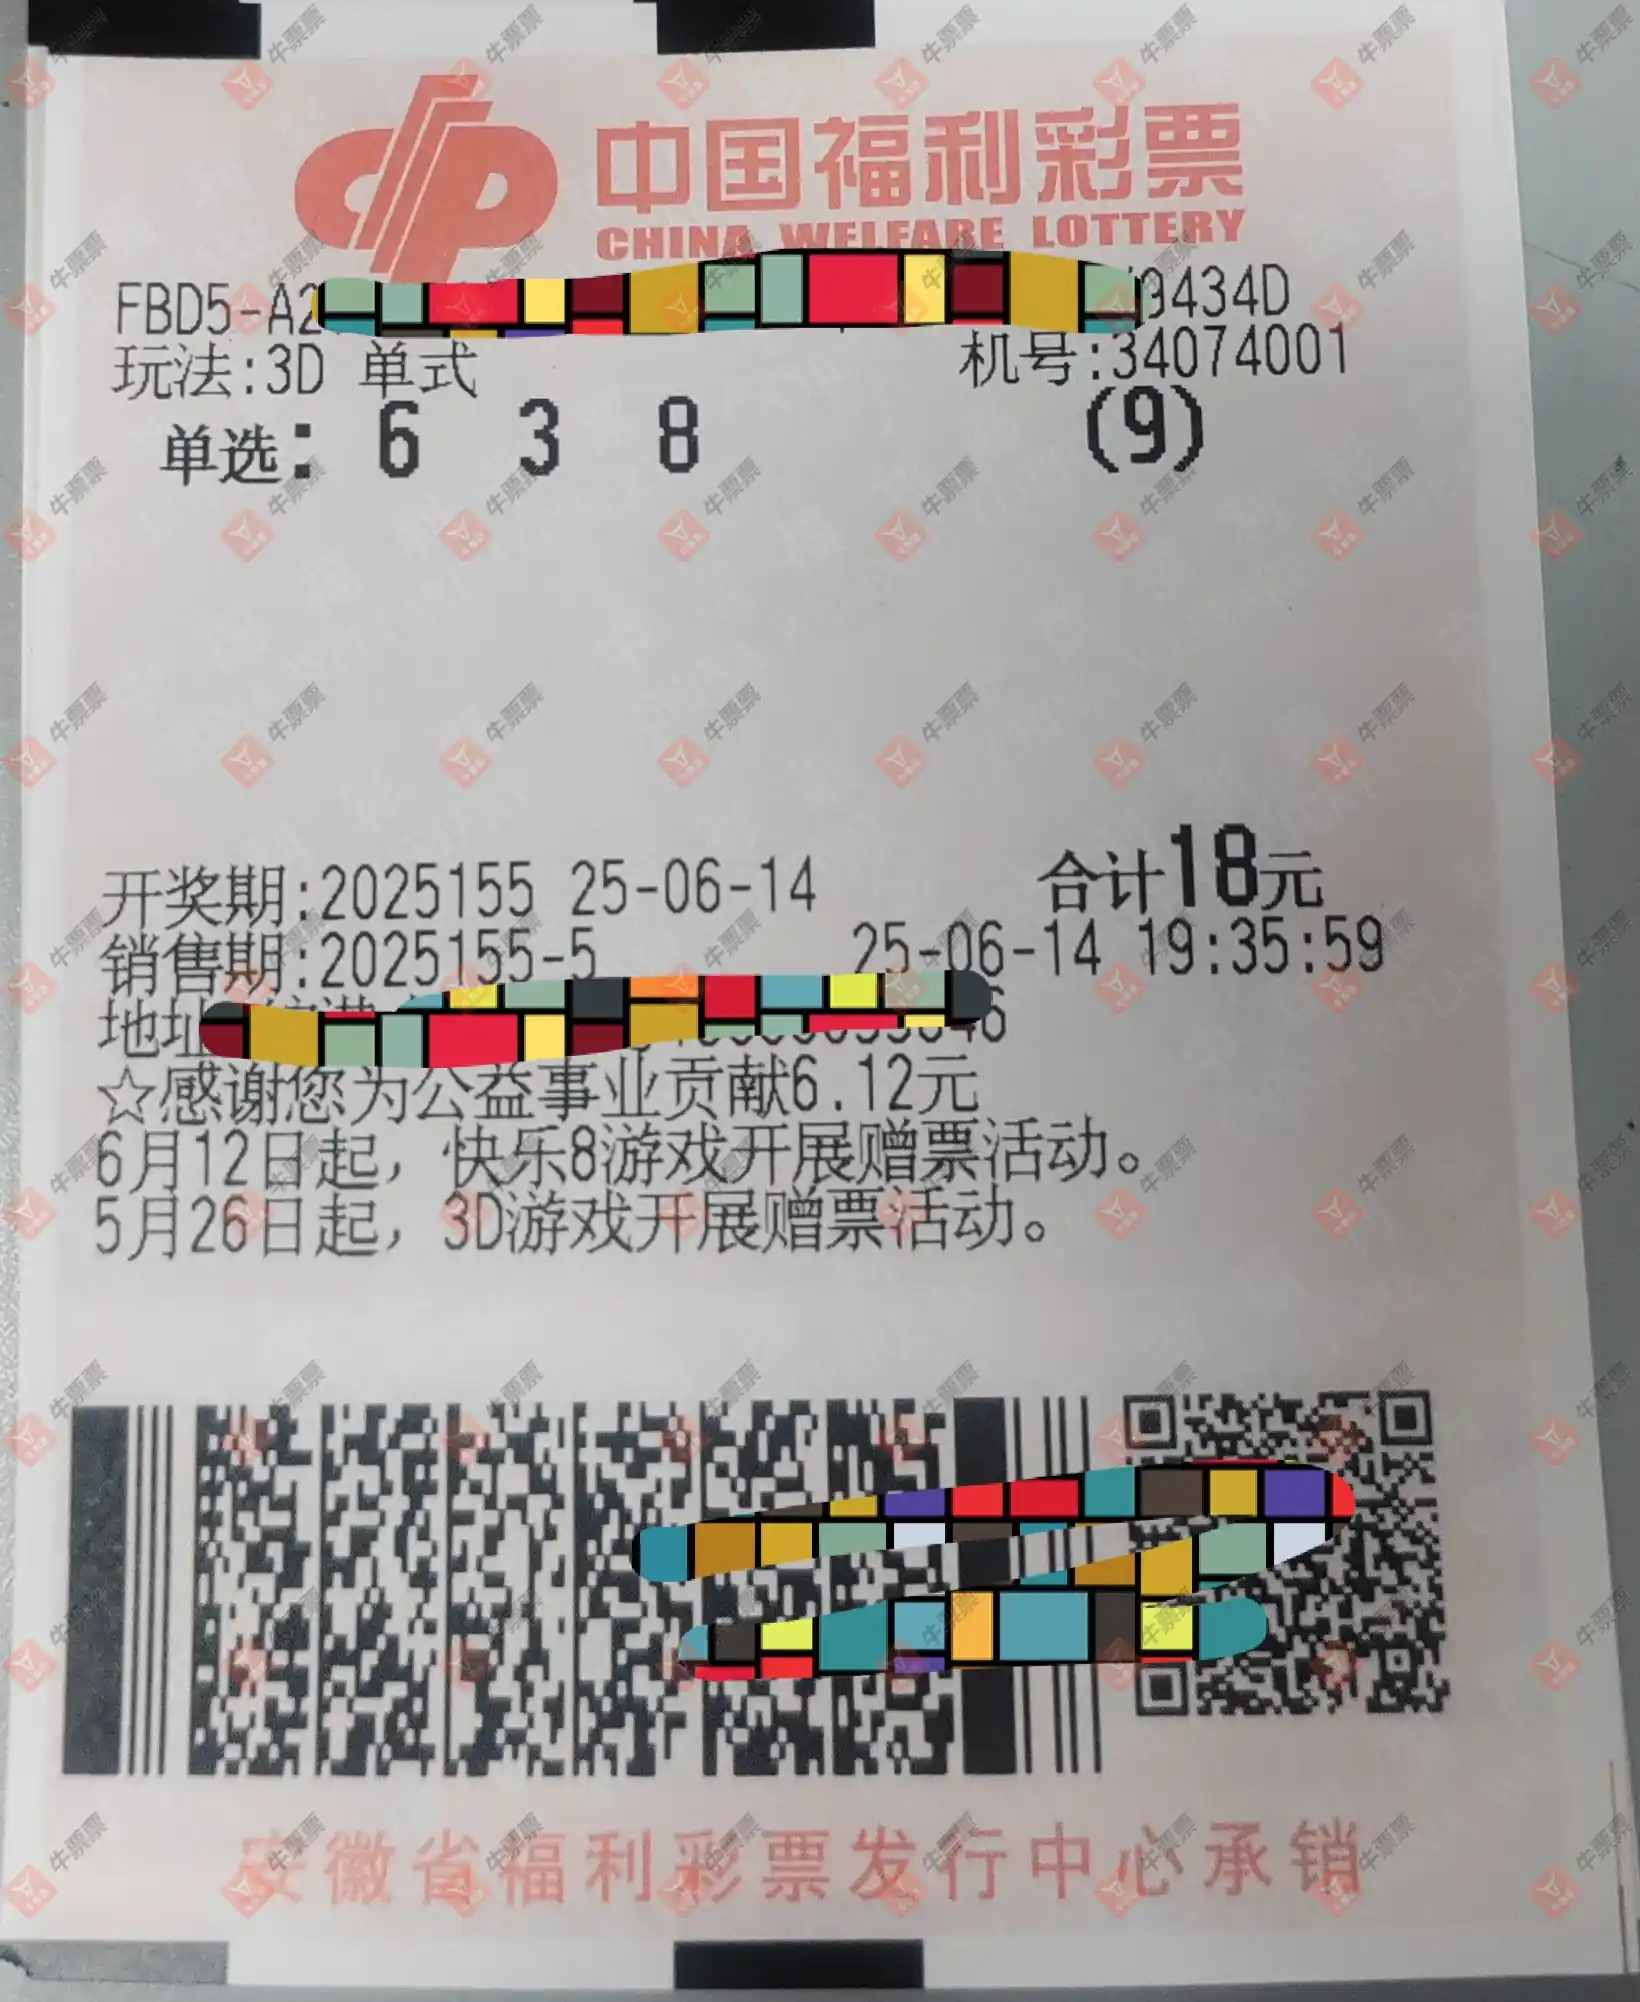 中国福利彩票
CHINA WELFARE LOTTERY
FBD5-A2 9434D
玩法:3D 单式 机号:34074001
单选: 6 3 8 (9)
开奖期:2025155 25-06-14 合计18元
销售期:2025155-5 25-06-14 19:35:59
地址
☆感谢您为公益事业贡献6.12元
6月12日起，快乐8游戏开展赠票活动。
5月26日起，3D游戏开展赠票活动。
安徽省福利彩票发行中心承销
牛票票